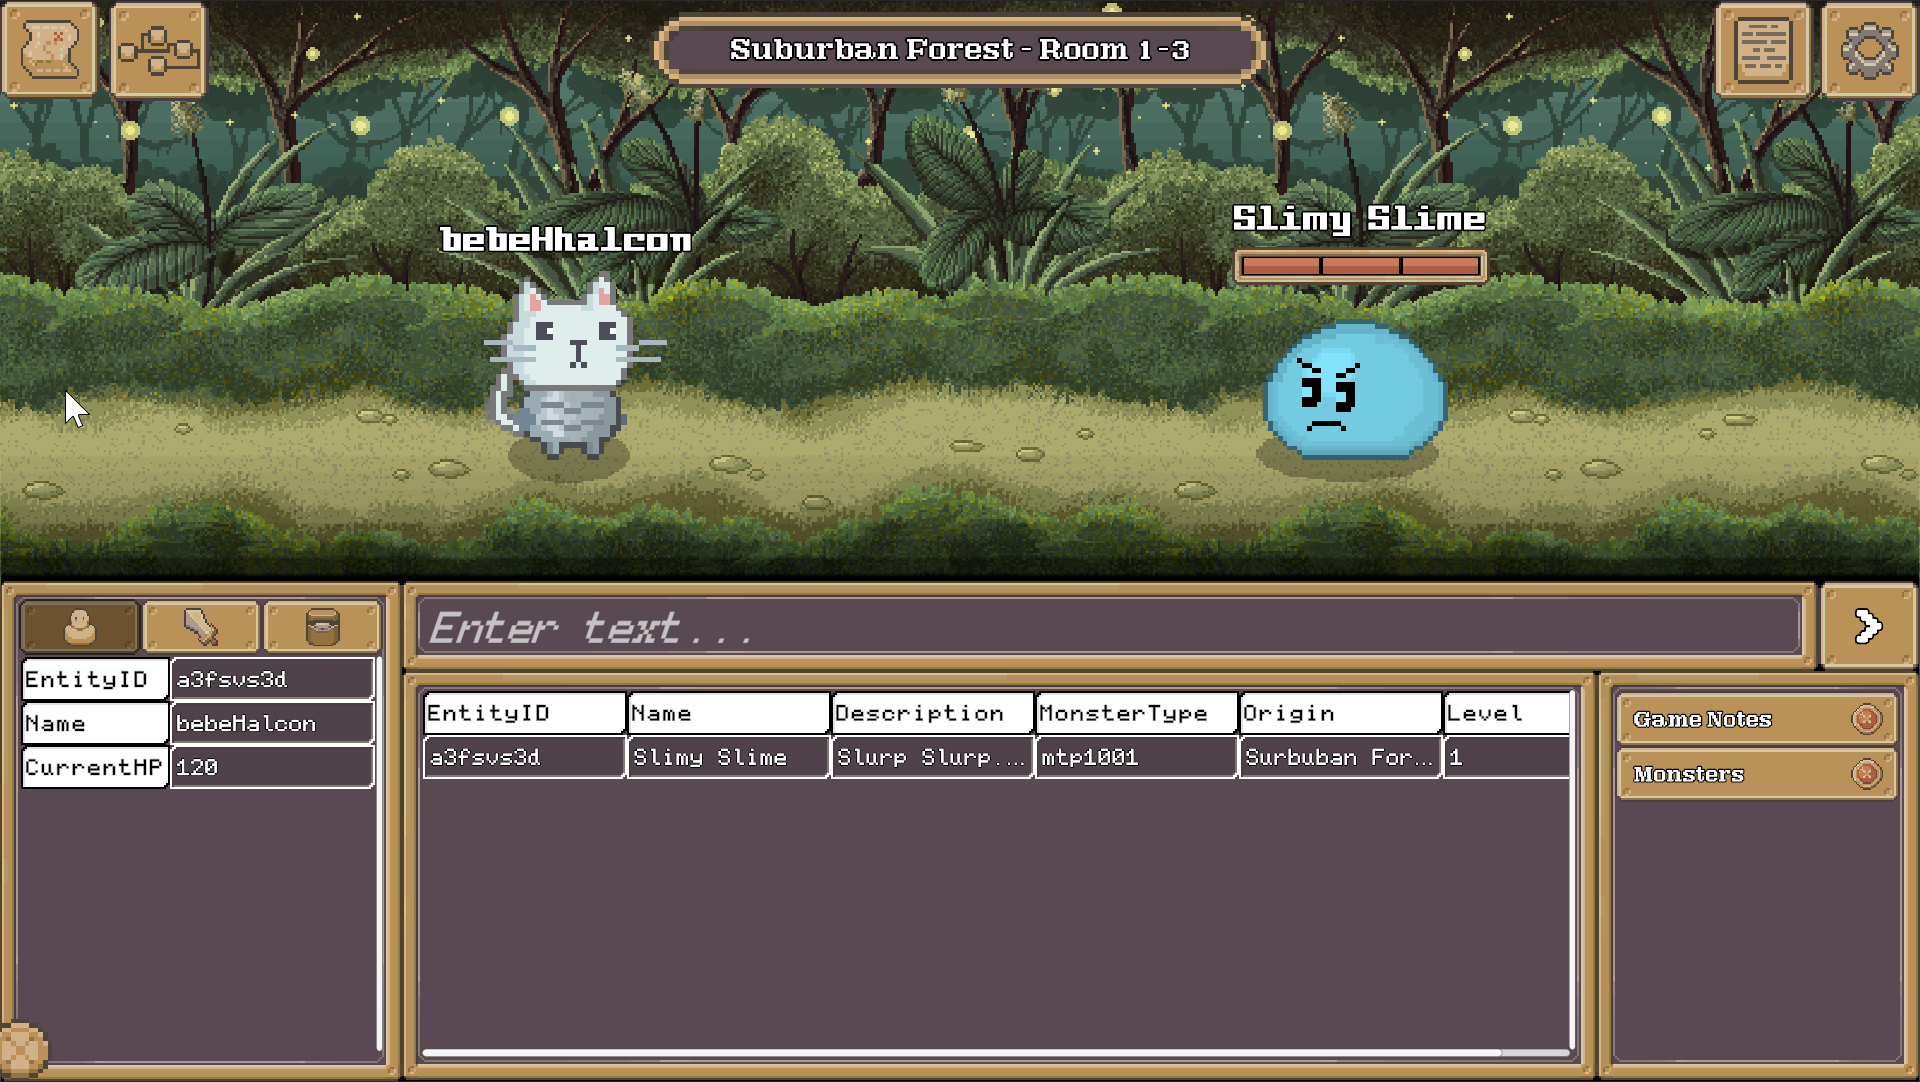 Suburban Forest - Room 1-3
bebeHhalcon
Slimy Slime
Enter text...
EntityID a3fsvs3d
Name bebeHalcon
CurrentHP 120
EntityID Name Description MonsterType Origin Level
a3fsvs3d Slimy Slime Slurp Slurp.... mtp1001 Surbuban For... 1
Game Notes
Monsters